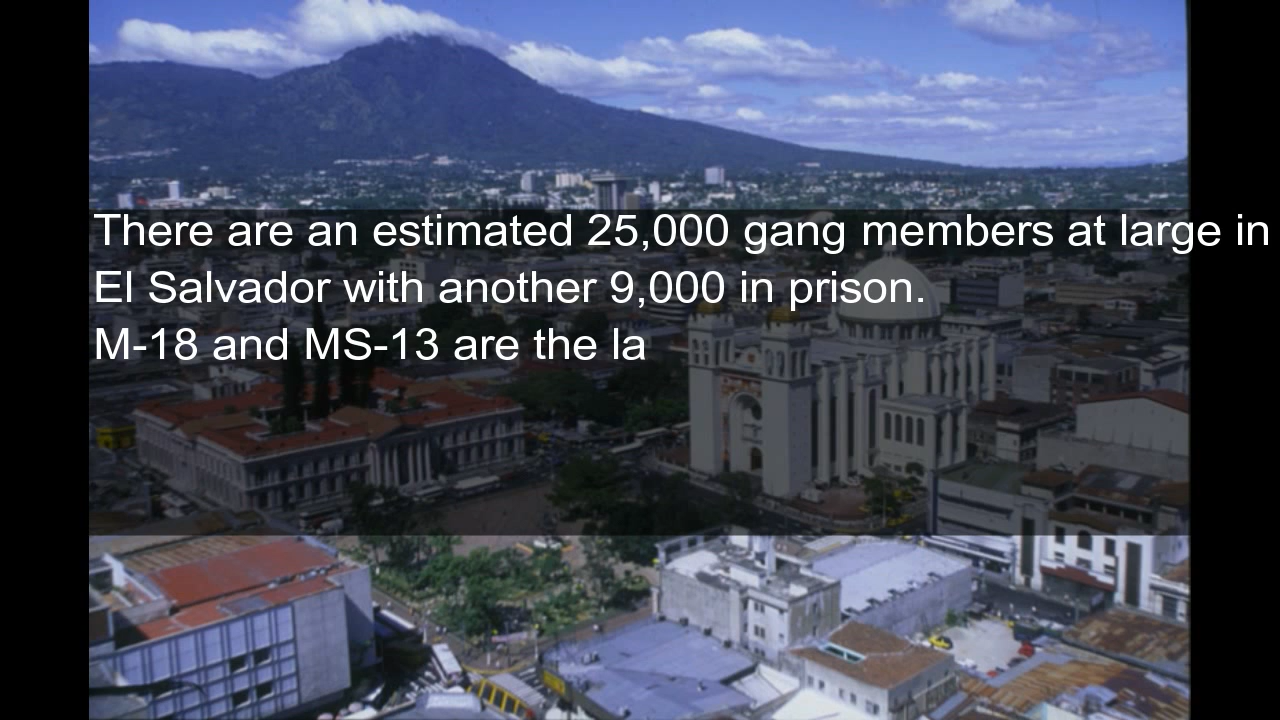 There are an estimated 25,000 gang members at large in
El Salvador with another 9,000 in prison.
M-18 and MS-13 are the la